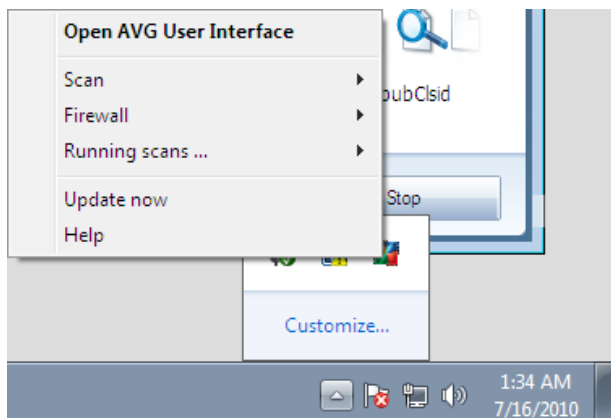 Open AVG User Interface
Scan
Firewall
Running scans ...
Update now
Help
pubClsid
Stop
Customize...
1:34 AM
7/16/2010